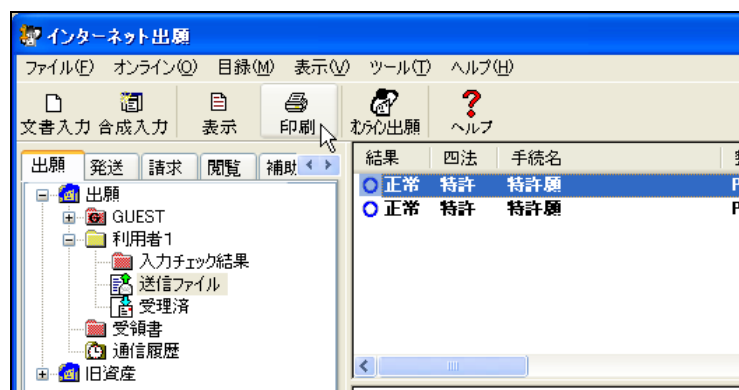 インターネット出願
ファイル(F) オンライン(O) 目録(M) 表示(V) ツール(T) ヘルプ(H)
文書入力 合成入力 表示 印刷 オンライン出願 ヘルプ
出願 発送 請求 閲覧 補助
出願
GUEST
利用者1
入力チェック結果
送信ファイル
受理済
受領書
通信履歴
旧資産
結果 四法 手続名
正常 特許 特許願 P
正常 特許 特許願 P